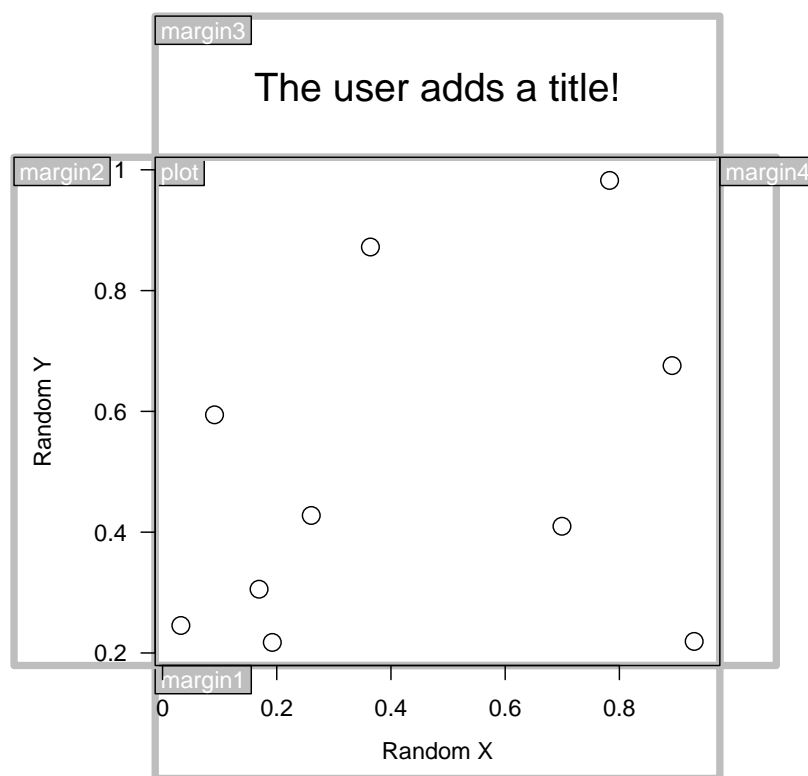 margin3
The user adds a title!
margin2
plot
margin4
1
0.8
0.6
0.4
0.2
Random Y
margin1
0
0.2
0.4
0.6
0.8
Random X